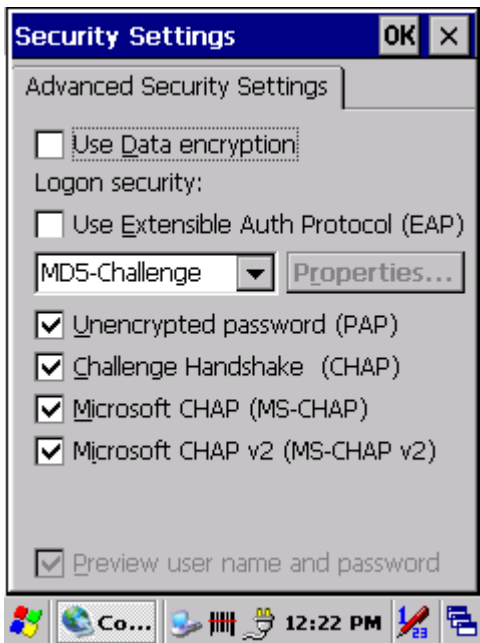 Security Settings OK ×
Advanced Security Settings
Use Data encryption
Logon security:
Use Extensible Auth Protocol (EAP)
MD5-Challenge Properties...
Unencrypted password (PAP)
Challenge Handshake (CHAP)
Microsoft CHAP (MS-CHAP)
Microsoft CHAP v2 (MS-CHAP v2)
Preview user name and password
Co... 12:22 PM 1/23